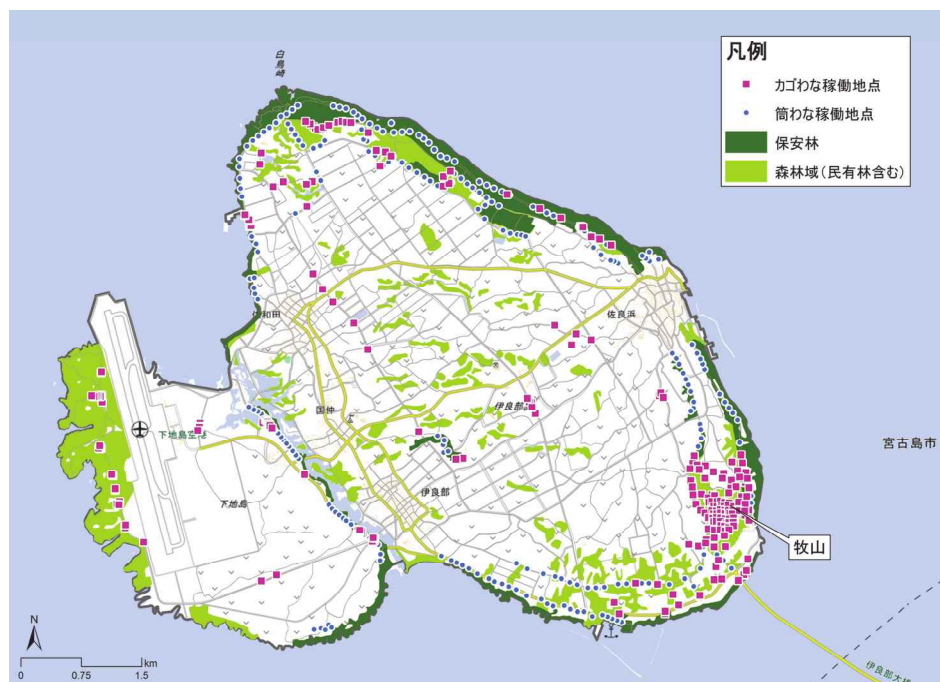 白鳥崎
凡例
カゴわな稼働地点
筒わな稼働地点
保安林
森林域(民有林含む)
佐和田
佐良浜
国仲
伊良部
下地島空港
下地島
伊良部
宮古島市
牧山
N
km
0 0.75 1.5
伊良部大橋